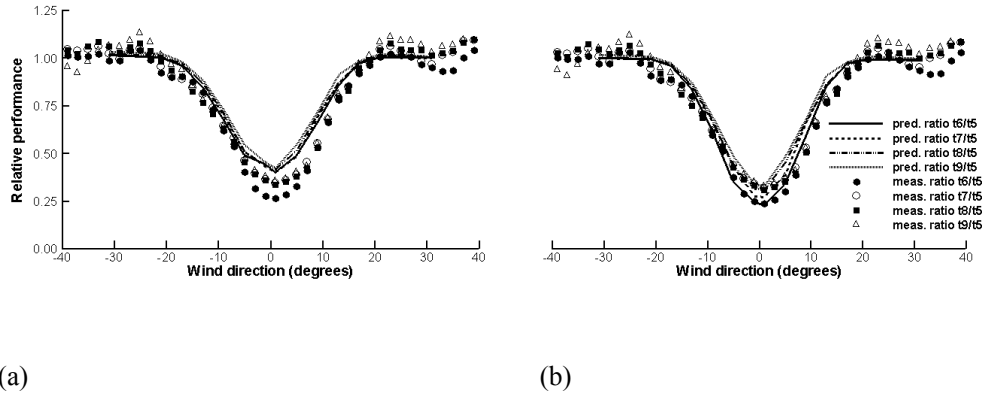 1.25
1.00
0.75
0.50
0.25
0.00
Relative performance
-40 -30 -20 -10 0 10 20 30 40
Wind direction (degrees)
-40 -30 -20 -10 0 10 20 30 40
Wind direction (degrees)
pred. ratio t6/t5
pred. ratio t7/t5
pred. ratio t8/t5
pred. ratio t9/t5
meas. ratio t6/t5
meas. ratio t7/t5
meas. ratio t8/t5
meas. ratio t9/t5
(a) (b)